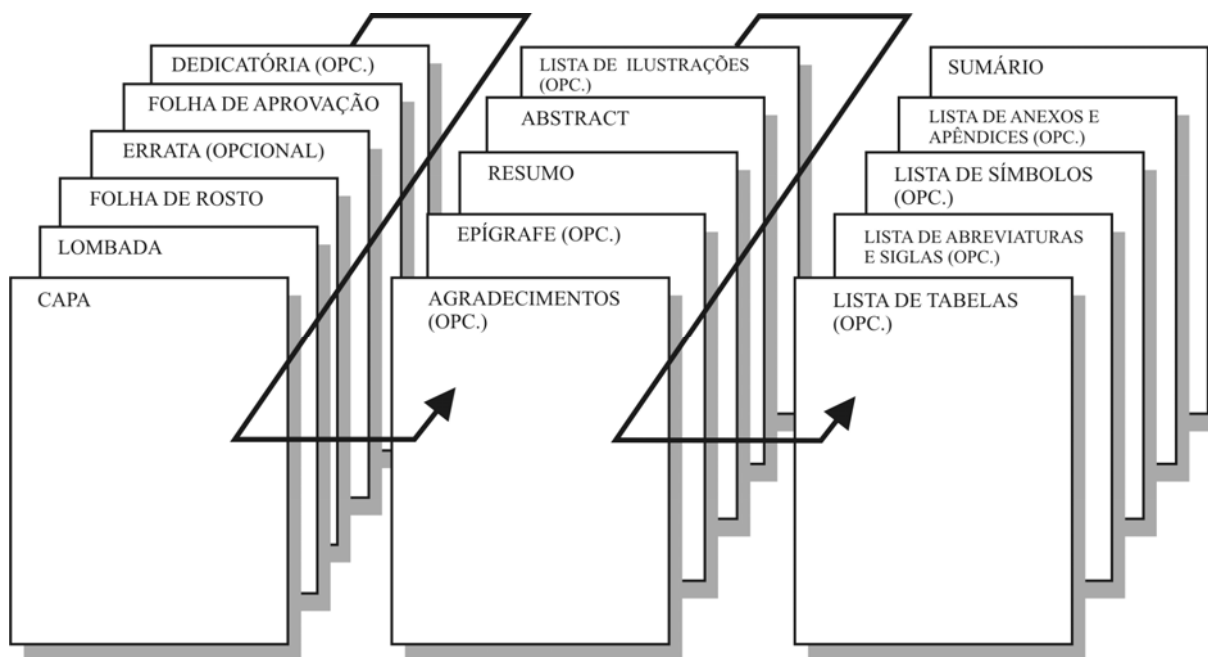 DEDICATÓRIA (OPC.)
FOLHA DE APROVAÇÃO
ERRATA (OPCIONAL)
FOLHA DE ROSTO
LOMBADA
CAPA
LISTA DE ILUSTRAÇÕES
(OPC.)
ABSTRACT
RESUMO
EPÍGRAFE (OPC.)
AGRADECIMENTOS
(OPC.)
SUMÁRIO
LISTA DE ANEXOS E
APÊNDICES (OPC.)
LISTA DE SÍMBOLOS
(OPC.)
LISTA DE ABREVIATURAS
E SIGLAS (OPC.)
LISTA DE TABELAS
(OPC.)